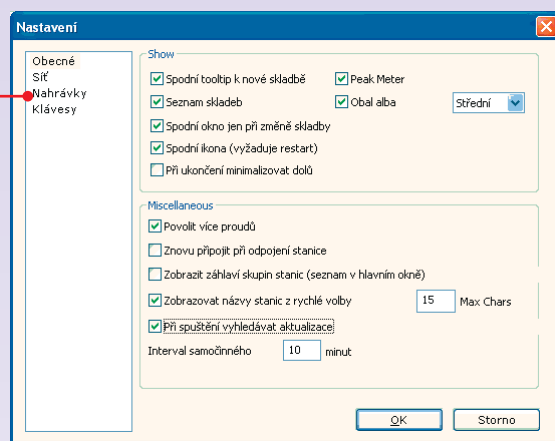 Nastavení
Obecné
Síť
Nahrávky
Klávesy
Show
Spodní tooltip k nové skladbě
Peak Meter
Seznam skladeb
Obal alba
Střední
Spodní okno jen při změně skladby
Spodní ikona (vyžaduje restart)
Při ukončení minimalizovat dolů
Miscellaneous
Povolit více proudů
Znovu připojit při odpojení stanice
Zobrazit záhlaví skupin stanic (seznam v hlavním okně)
Zobrazovat názvy stanic z rychlé volby
15
Max Chars
Při spuštění vyhledávat aktualizace
Interval samočinného
10
minut
OK
Storno